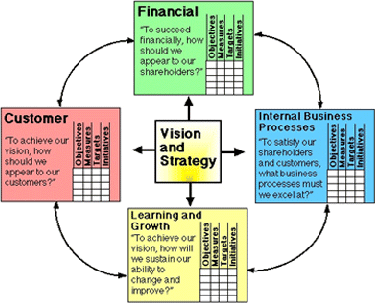 Financial
"To succeed
financially, how
should we
appear to our
shareholders?"
Objectives
Measures
Targets
Initiatives
Customer
"To achieve our
vision, how
should we
appear to our
customers?"
Objectives
Measures
Targets
Initiatives
Vision
and
Strategy
Internal Business
Processes
"To satisfy our
shareholders
and customers,
what business
processes must
we excel at?"
Objectives
Measures
Targets
Initiatives
Learning and
Growth
"To achieve our
vision, how will
we sustain our
ability to
change and
improve?"
Objectives
Measures
Targets
Initiatives